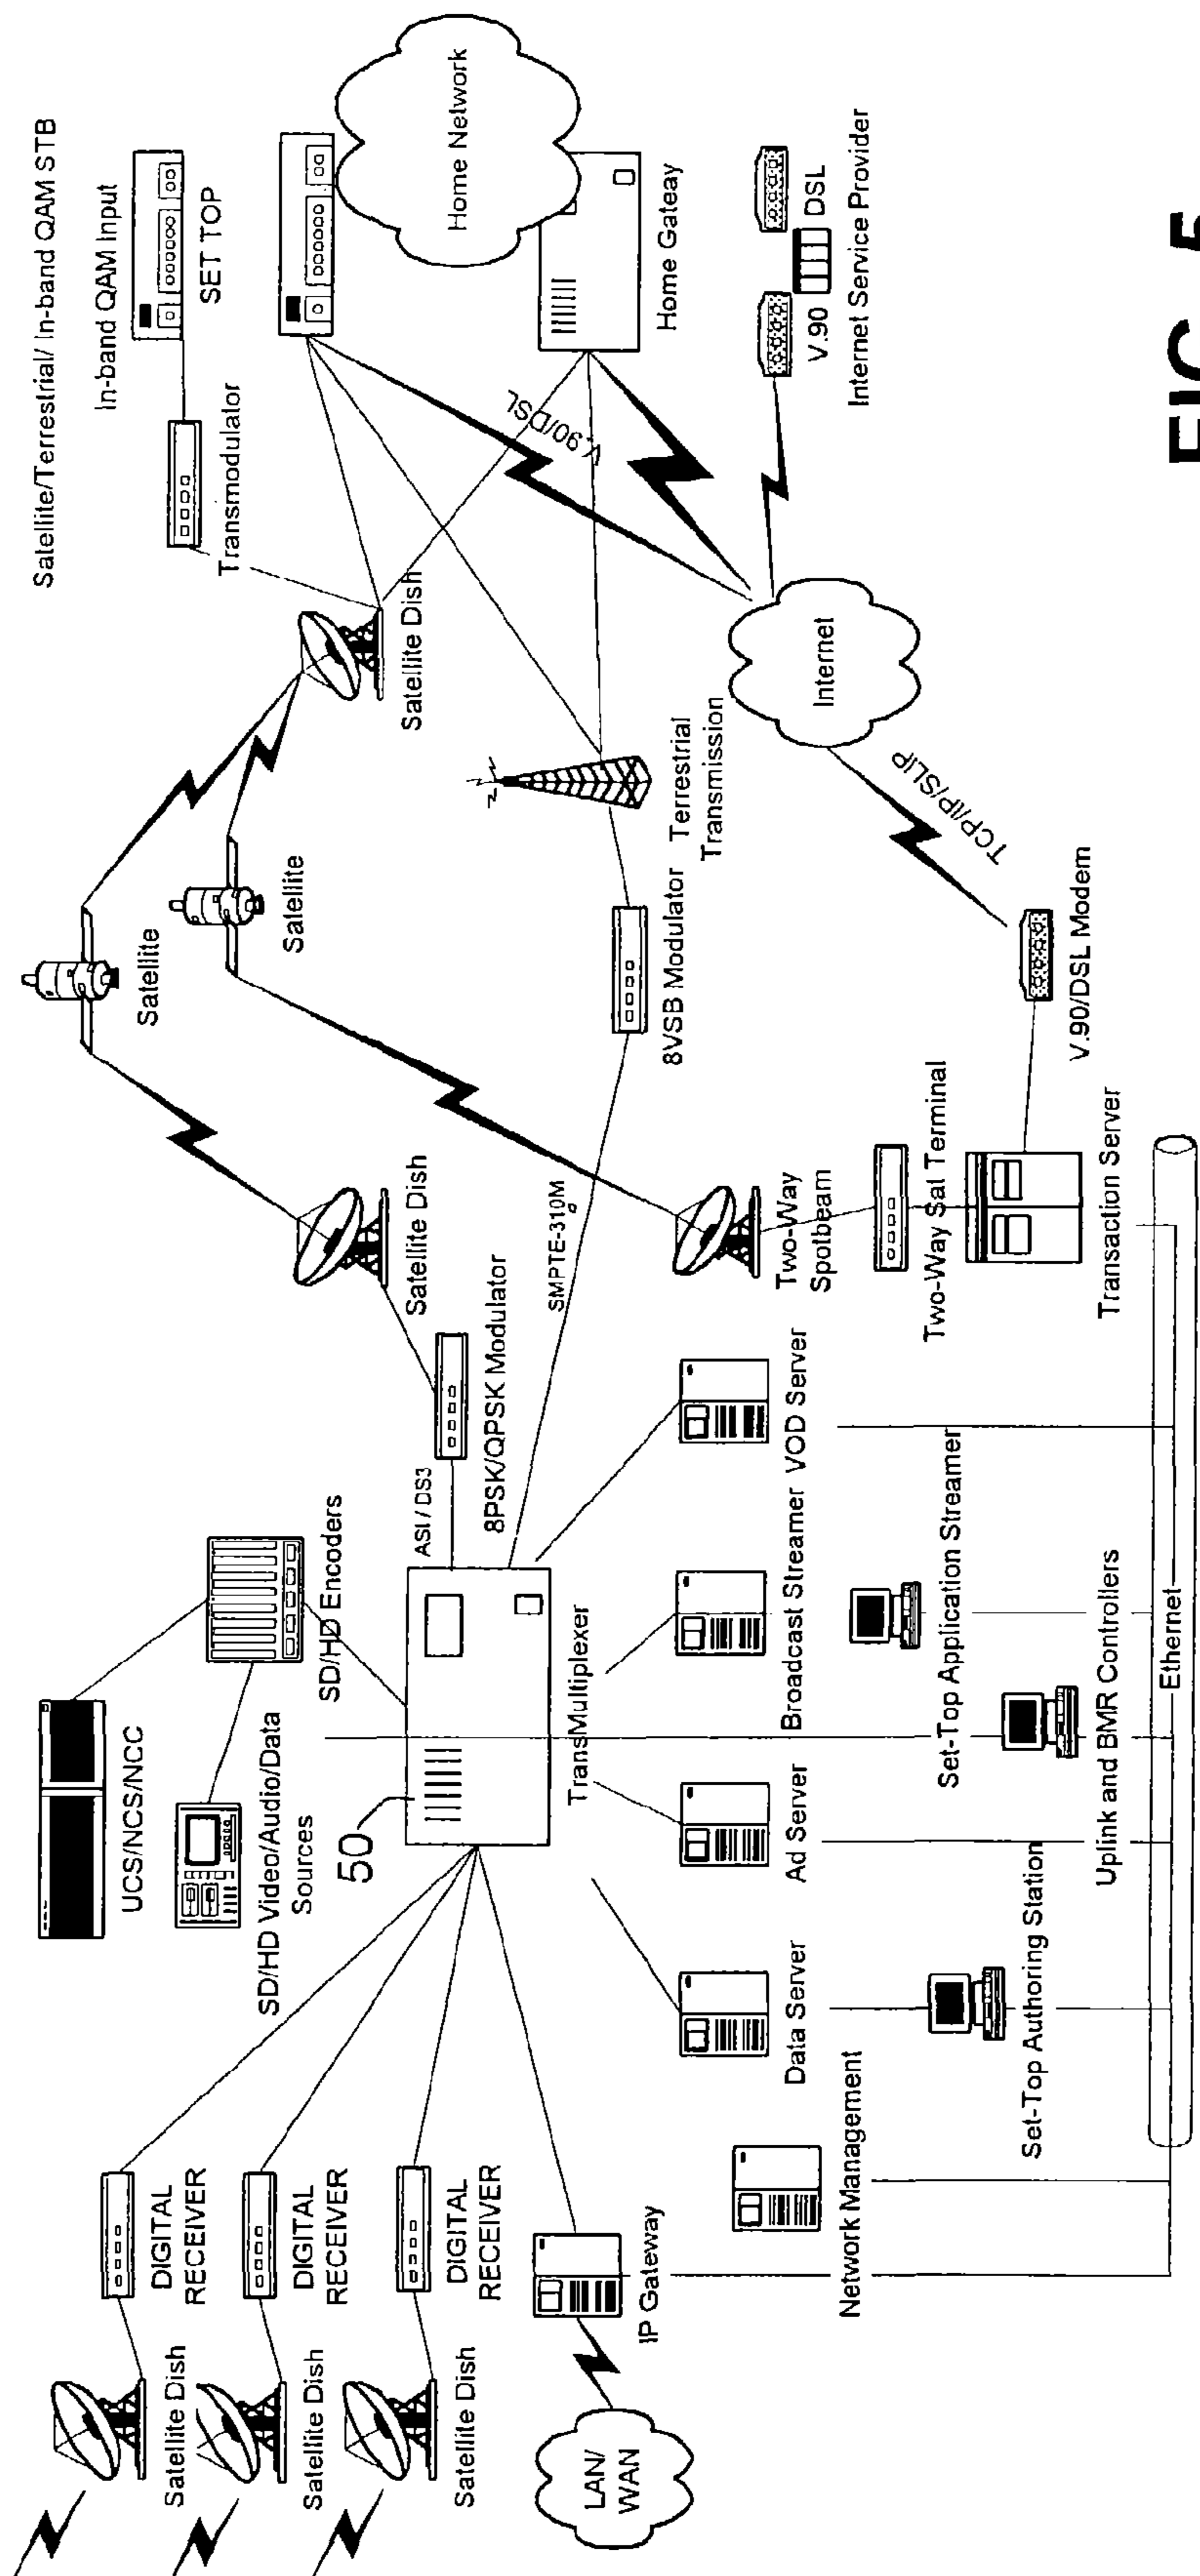 Satellite/Terrestrial/ In-band QAM STB
In-band QAM Input
SET TOP
Transmodulator
Home Network
Home Gateay
V.90/DSL
V.90
DSL
Internet Service Provider
Satellite
Satellite
Satellite Dish
Terrestrial
Transmission
Internet
TCP/IP/SLIP
8VSB Modulator
V.90/DSL Modem
Satellite Dish
SMPTE-310M
Two-Way
Spotbeam
Two-Way Sat Terminal
Transaction Server
UCS/NCS/NCC
SD/HD Video/Audio/Data
Sources
SD/HD Encoders
ASI / DS3
8PSK/QPSK Modulator
50
TransMultiplexer
VOD Server
Broadcast Streamer
Set-Top Application Streamer
Ad Server
Uplink and BMR Controllers
Data Server
Set-Top Authoring Station
Ethernet
DIGITAL
RECEIVER
DIGITAL
RECEIVER
DIGITAL
RECEIVER
Satellite Dish
Satellite Dish
Satellite Dish
IP Gateway
LAN/
WAN
Network Management
FIG. 5